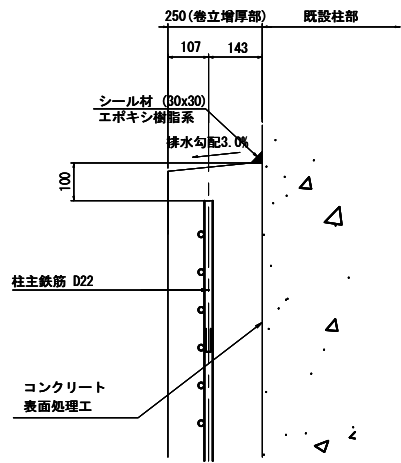 250(巻立増厚部) 既設柱部
107 143
シール材 (30x30)
エポキシ樹脂系
排水勾配3.0%
100
柱主鉄筋 D22
コンクリート
表面処理工